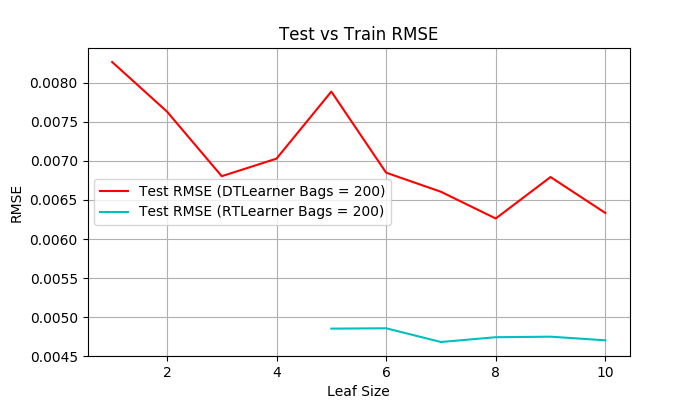 Test vs Train RMSE
0.0080
0.0075
0.0070
0.0065
0.0060
0.0055
0.0050
0.0045
RMSE
Test RMSE (DTLearner Bags = 200)
Test RMSE (RTLearner Bags = 200)
2 4 6 8 10
Leaf Size